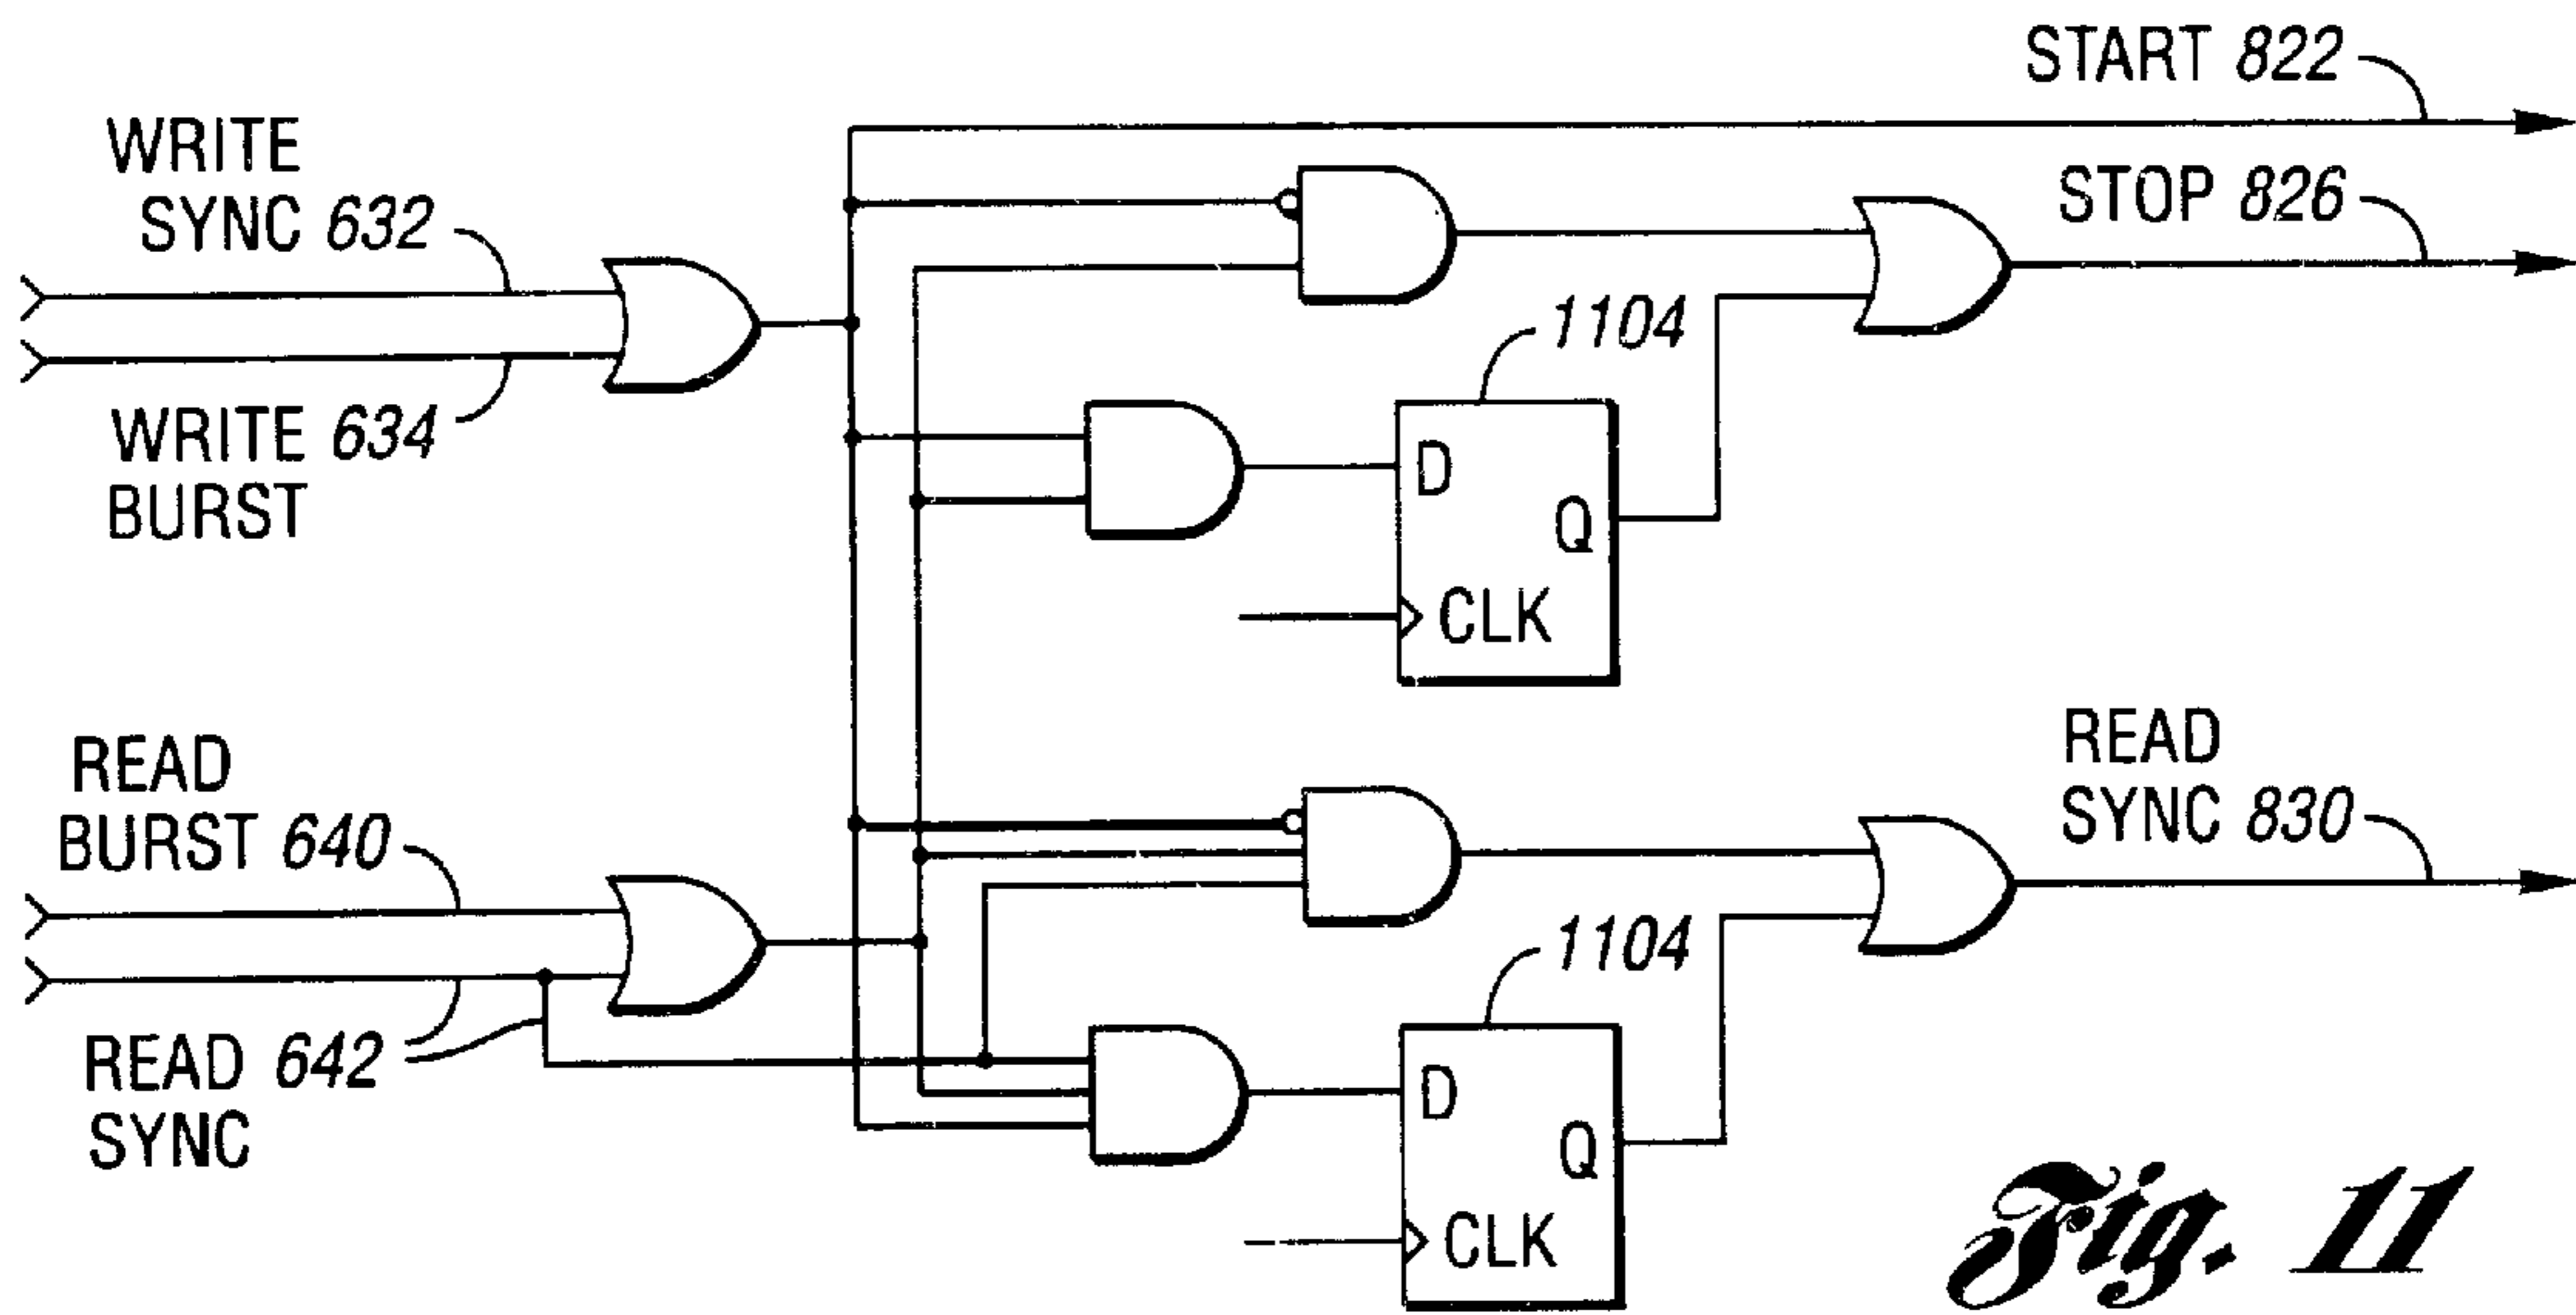 START 822
WRITE
SYNC 632
STOP 826
1104
WRITE 634
BURST
D
Q
CLK
READ
BURST 640
READ
SYNC 830
1104
READ 642
SYNC
D
Q
CLK
Fig. 11